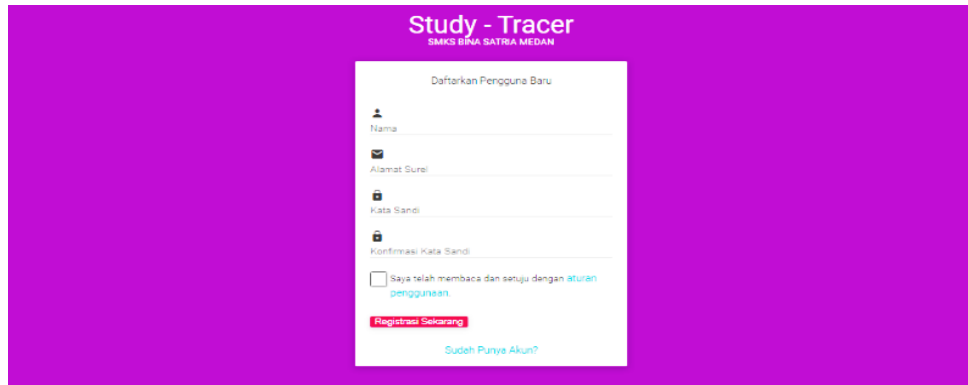 Study - Tracer
SMKS BINA SATRIA MEDAN
Daftarkan Pengguna Baru
Nama
Alamat Surel
Kata Sandi
Konfirmasi Kata Sandi
Saya telah membaca dan setuju dengan aturan
penggunaan.
Registrasi Sekarang
Sudah Punya Akun?